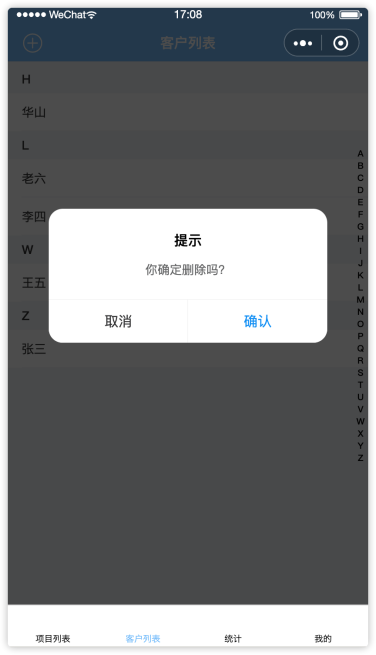 WeChat 17:08 100%
客户列表
H
华山
L
老六
李四
W
王五
Z
张三
提示
你确定删除吗?
取消 确认
A
B
C
D
E
F
G
H
I
J
K
L
M
N
O
P
Q
R
S
T
U
V
W
X
Y
Z
项目列表 客户列表 统计 我的